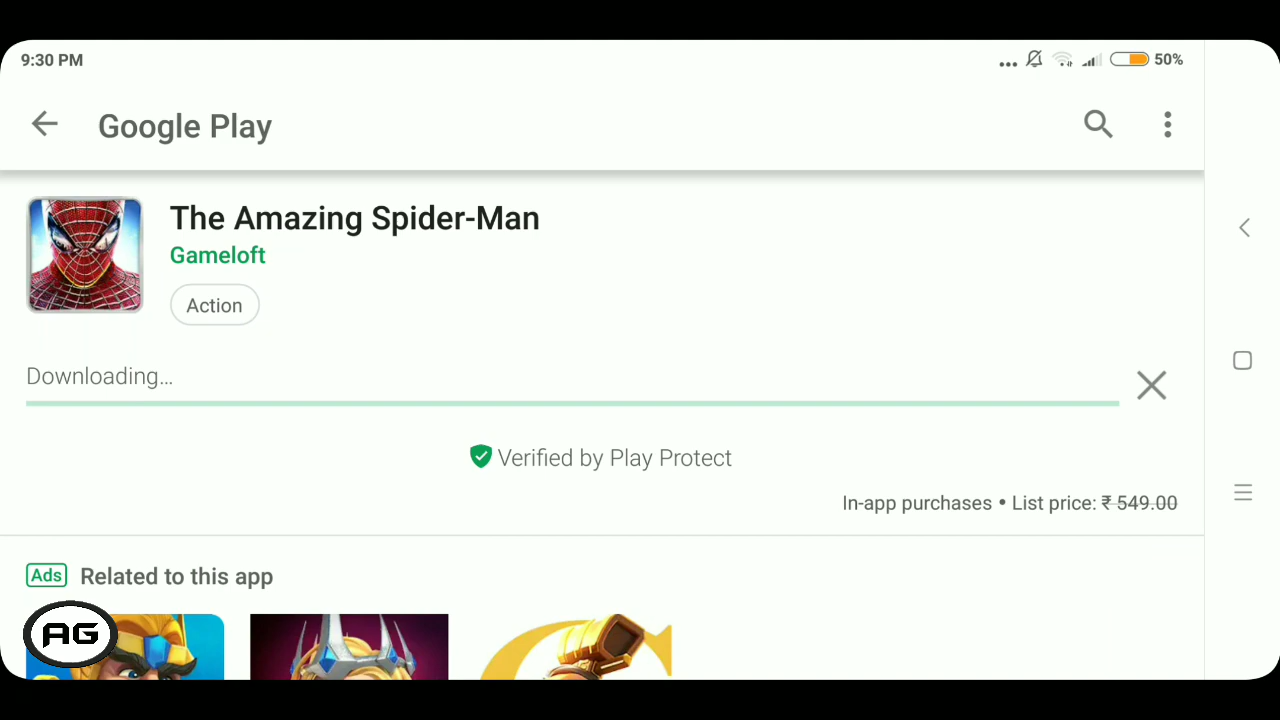 9:30 PM
50%
Google Play
The Amazing Spider-Man
Gameloft
Action
Downloading...
Verified by Play Protect
In-app purchases • List price: ₹ 549.00
Ads Related to this app
AG